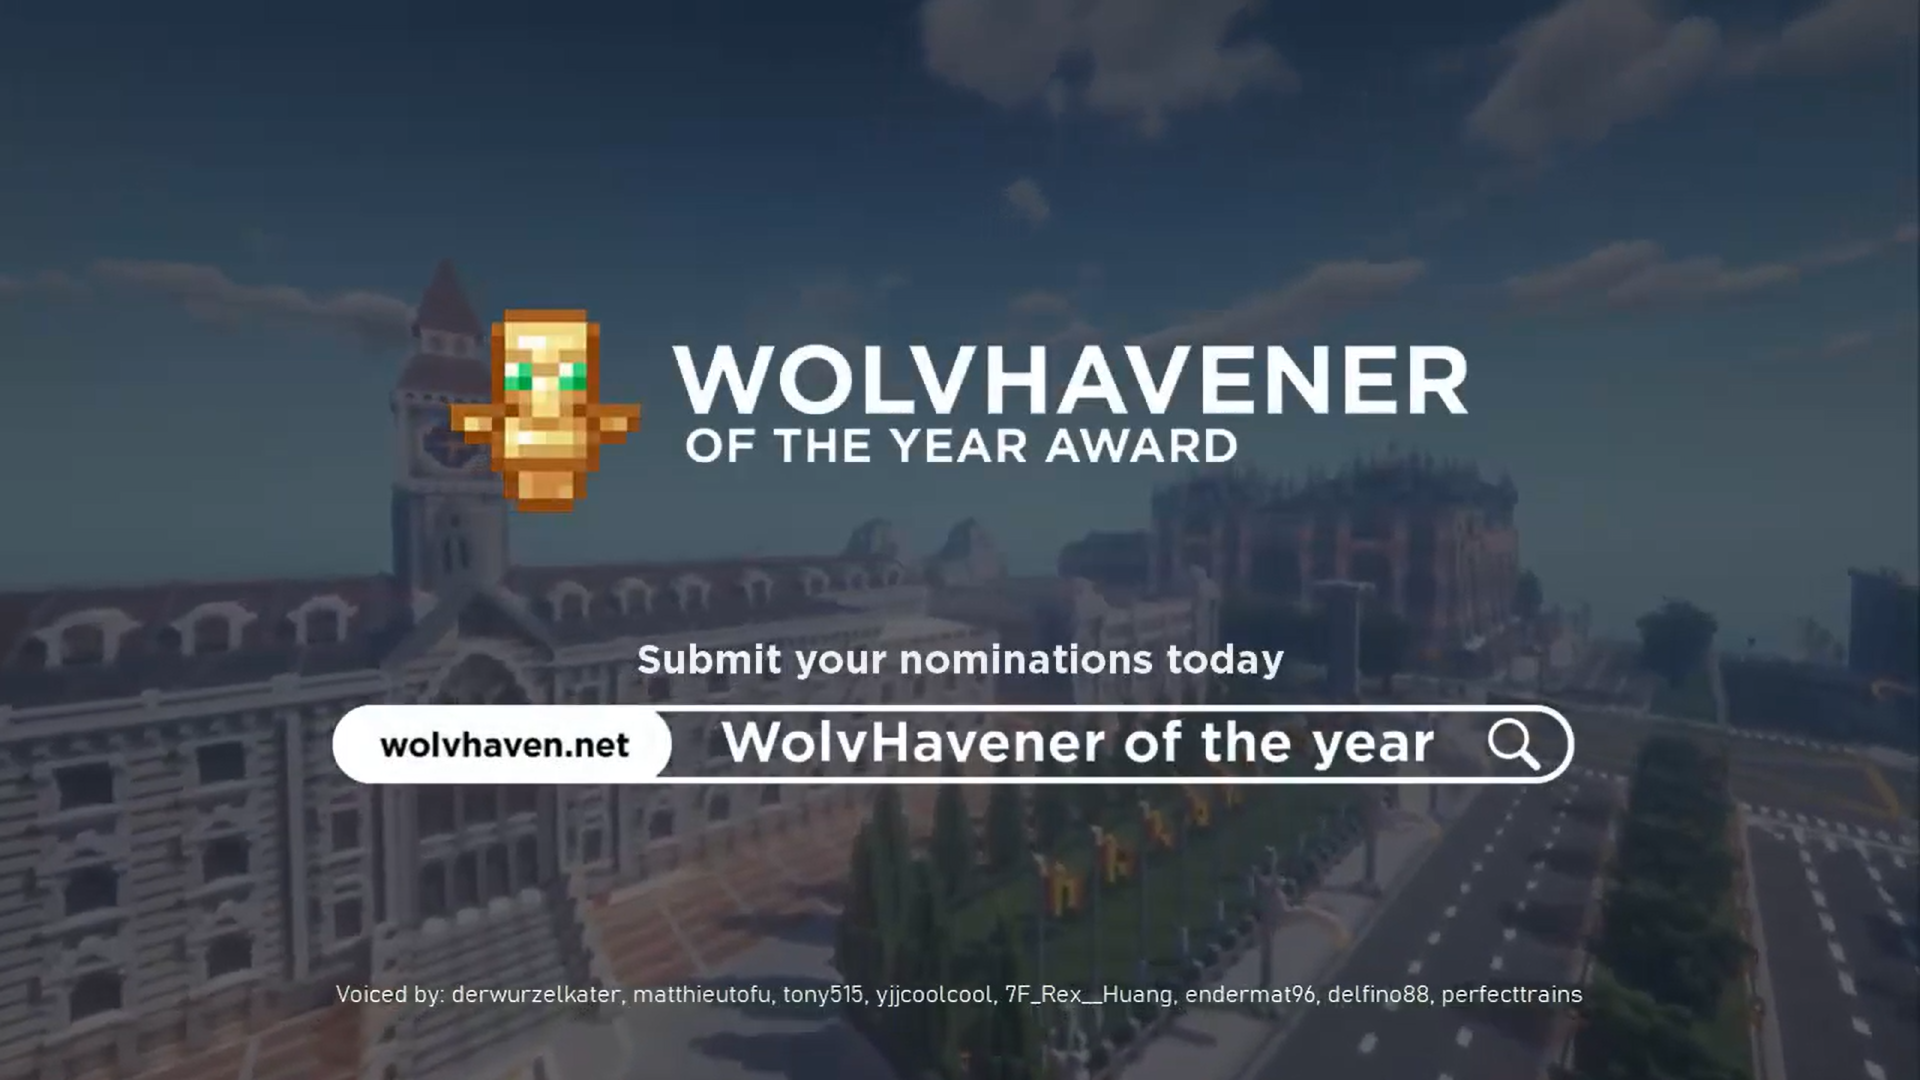 WOLVHAVENER
OF THE YEAR AWARD
Submit your nominations today
wolvhaven.net WolvHavener of the year
Voiced by: derwurzelkater, matthieutofu, tony515, yjjcoolcool, 7F_Rex__Huang, endermat96, delfino88, perfecttrains